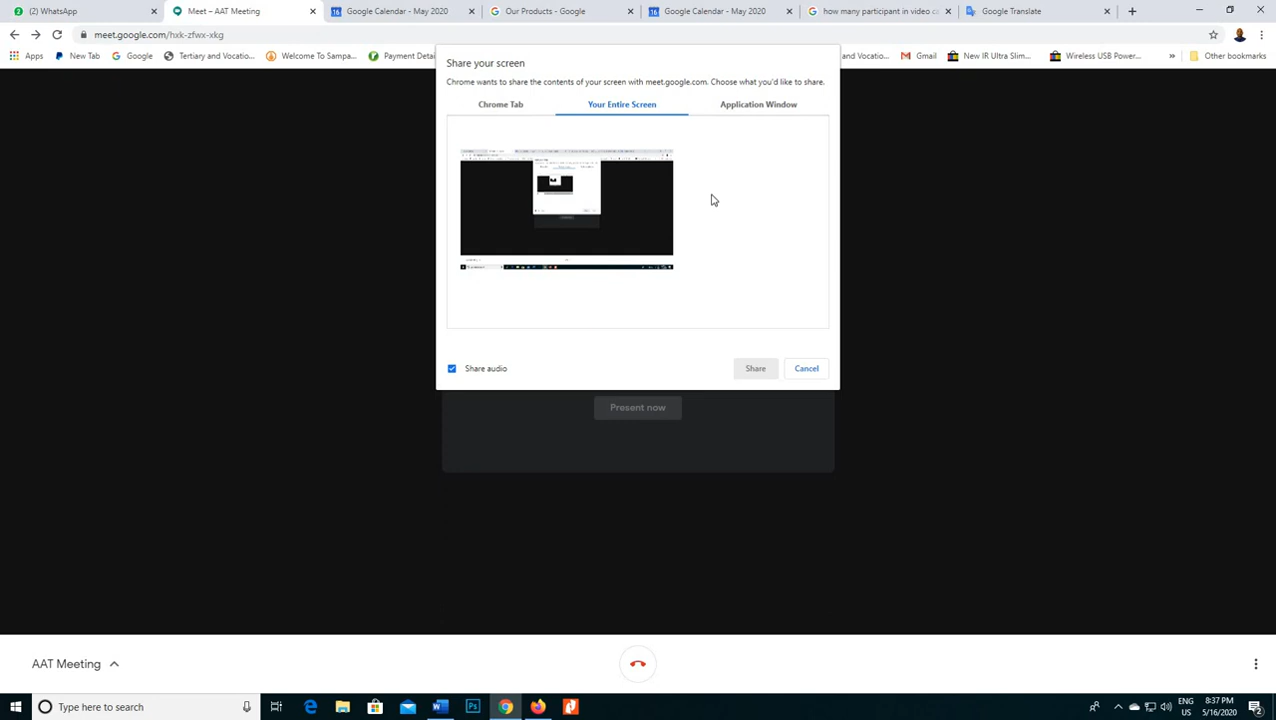 (2) WhatsApp
Meet – AAT Meeting
Google Calendar - May 2020
Our Products - Google
Google Calendar - May 2020
how many participant in video c
Google Translate
meet.google.com/hxk-zfwx-xkg
Apps
New Tab
Google
Tertiary and Vocatio...
Welcome To Sampa...
Payment Detai
and Vocatio...
Gmail
New IR Ultra Slim...
Wireless USB Power...
Other bookmarks
Share your screen
Chrome wants to share the contents of your screen with meet.google.com. Choose what you'd like to share.
Chrome Tab
Your Entire Screen
Application Window
Share audio
Share
Cancel
Present now
AAT Meeting
Type here to search
ENG
US
8:37 PM
5/16/2020
2